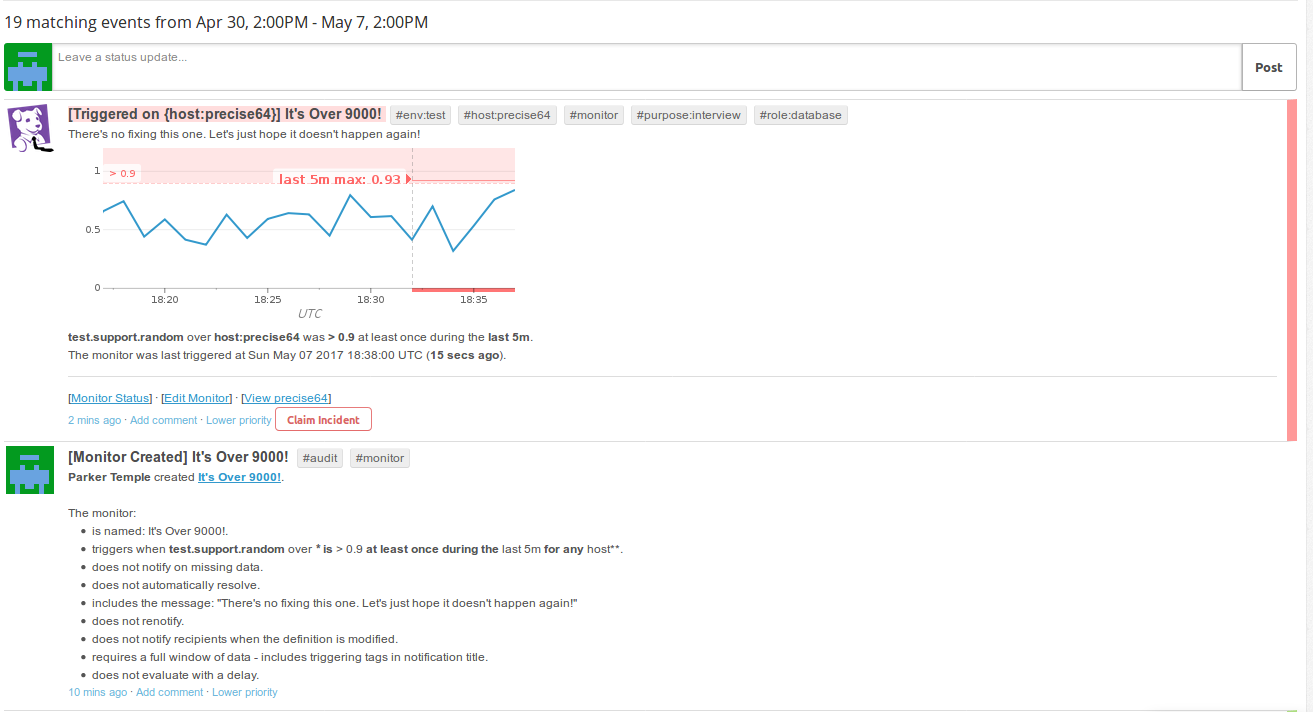 19 matching events from Apr 30, 2:00PM - May 7, 2:00PM
Leave a status update...
Post
[Triggered on {host:precise64}] It's Over 9000! #env:test #host:precise64 #monitor #purpose:interview #role:database
There's no fixing this one. Let's just hope it doesn't happen again!
1
> 0.9
last 5m max: 0.93
0.5
0
18:20 18:25 18:30 18:35
UTC
test.support.random over host:precise64 was > 0.9 at least once during the last 5m.
The monitor was last triggered at Sun May 07 2017 18:38:00 UTC (15 secs ago).
[Monitor Status] · [Edit Monitor] · [View precise64]
2 mins ago · Add comment · Lower priority Claim Incident
[Monitor Created] It's Over 9000! #audit #monitor
Parker Temple created It's Over 9000!.
The monitor:
• is named: It's Over 9000!.
• triggers when test.support.random over * is > 0.9 at least once during the last 5m for any host**.
• does not notify on missing data.
• does not automatically resolve.
• includes the message: "There's no fixing this one. Let's just hope it doesn't happen again!"
• does not renotify.
• does not notify recipients when the definition is modified.
• requires a full window of data - includes triggering tags in notification title.
• does not evaluate with a delay.
10 mins ago · Add comment · Lower priority